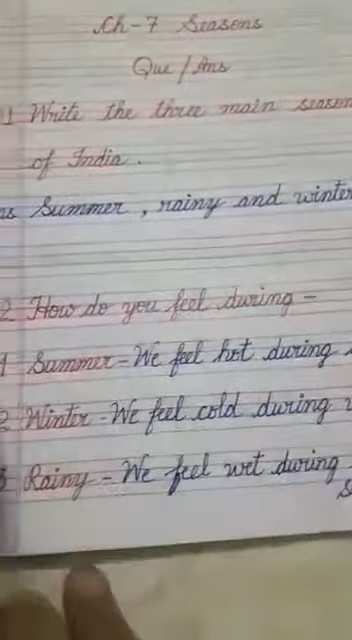 Ch-7 Seasons
Que/Ans
1 Write the three main season
of India.
ns Summer, rainy and winter
2 How do you feel during -
1 Summer - We feel hot during
2 Winter - We feel cold during
3 Rainy - We feel wet during